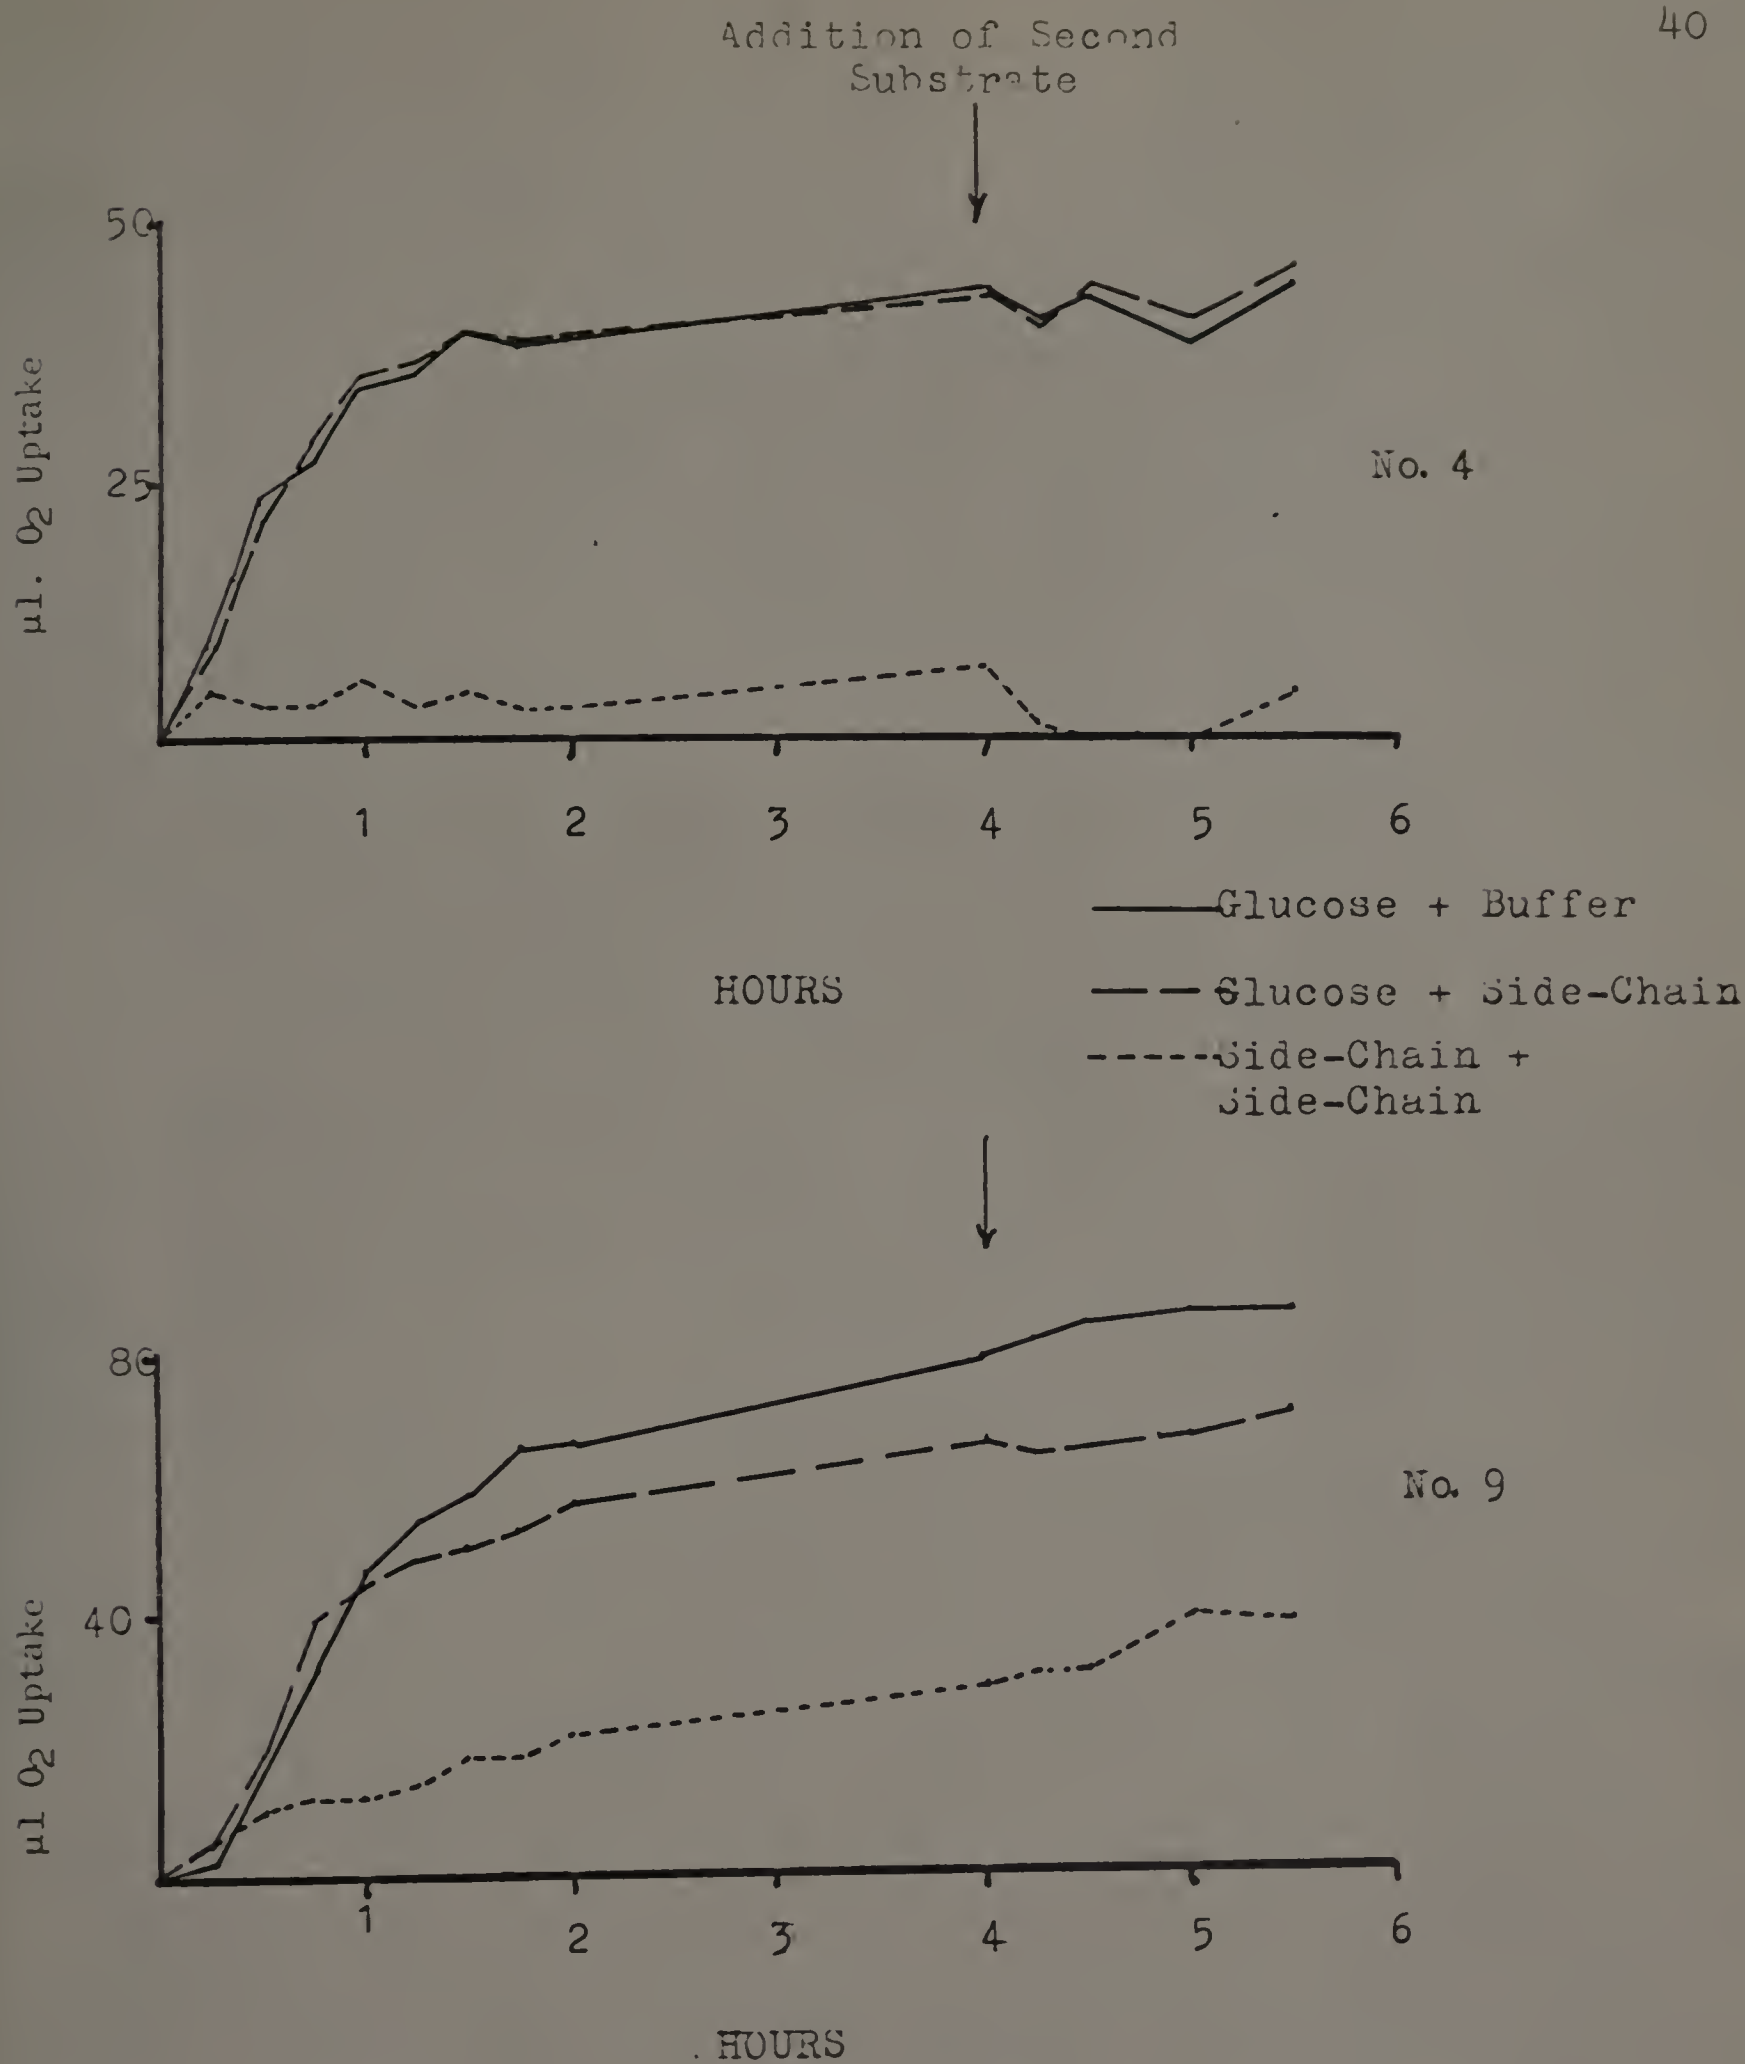 40
Addition of Second
Substrate
50
25
µl. O2 Uptake
No. 4
1 2 3 4 5 6
Glucose + Buffer
HOURS
Glucose + Side-Chain
Side-Chain +
Side-Chain
80
40
µl O2 Uptake
No. 9
1 2 3 4 5 6
HOURS